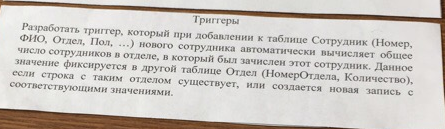 Триггеры
Разработать триггер, который при добавлении к таблице Сотрудник (Номер,
ФИО, Отдел, Пол, …) нового сотрудника автоматически вычисляет общее
число сотрудников в отделе, в который был зачислен этот сотрудник. Данное
значение фиксируется в другой таблице Отдел (НомерОтдела, Количество),
если строка с таким отделом существует, или создается новая запись с
соответствующими значениями.